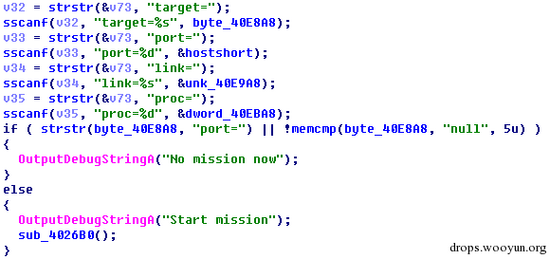 v32 = strstr(&v73, "target=");
sscanf(v32, "target=%s", byte_40E8A8);
v33 = strstr(&v73, "port=");
sscanf(v33, "port=%d", &hostshort);
v34 = strstr(&v73, "link=");
sscanf(v34, "link=%s", &unk_40E9A8);
v35 = strstr(&v73, "proc=");
sscanf(v35, "proc=%d", &dword_40EBA8);
if ( strstr(byte_40E8A8, "port=") || !memcmp(byte_40E8A8, "null", 5u) )
{
OutputDebugStringA("No mission now");
}
else
{
OutputDebugStringA("Start mission");
sub_4026B0();
}
drops.wooyun.org